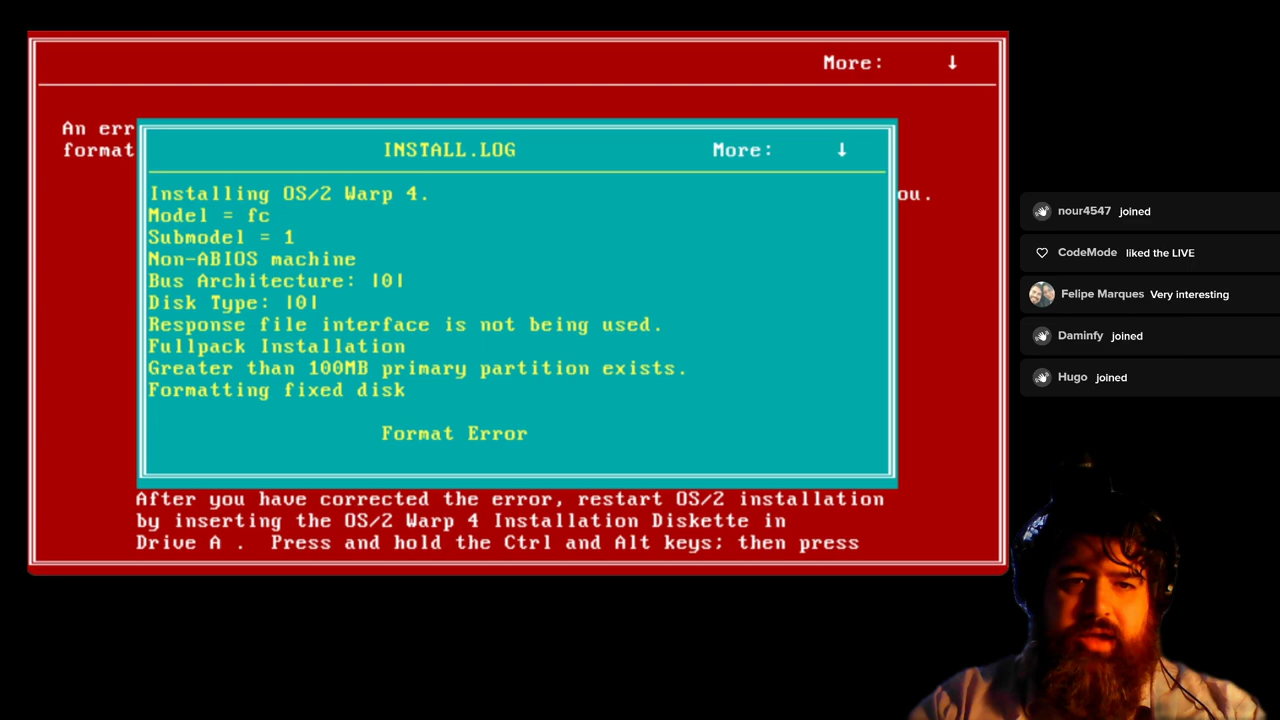 More: ↓
An err
format
INSTALL.LOG More: ↓
Installing OS/2 Warp 4.
ou.
Model = fc
Submodel = 1
Non-ABIOS machine
Bus Architecture: |0|
Disk Type: |0|
Response file interface is not being used.
Fullpack Installation
Greater than 100MB primary partition exists.
Formatting fixed disk
Format Error
After you have corrected the error, restart OS/2 installation
by inserting the OS/2 Warp 4 Installation Diskette in
Drive A . Press and hold the Ctrl and Alt keys; then press
nour4547 joined
CodeMode liked the LIVE
Felipe Marques Very interesting
Daminfy joined
Hugo joined